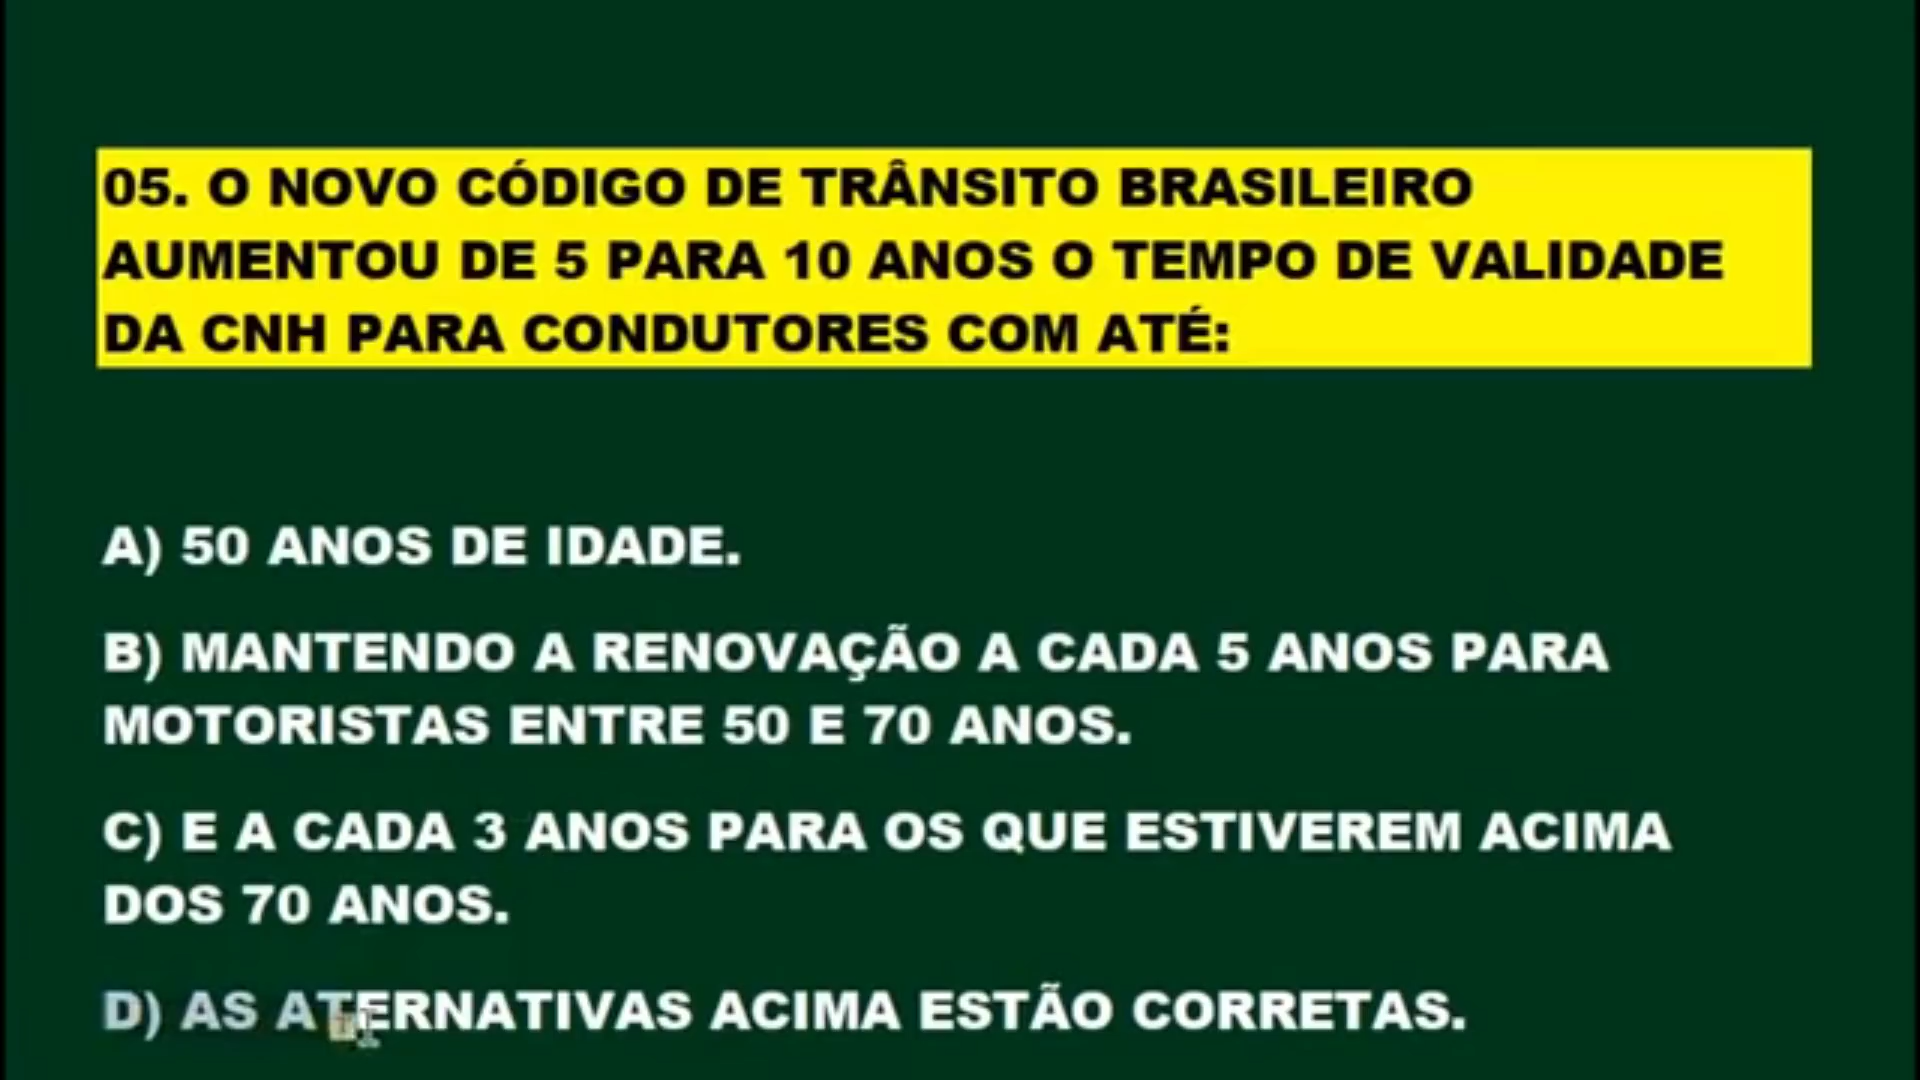 05. O NOVO CÓDIGO DE TRÂNSITO BRASILEIRO
AUMENTOU DE 5 PARA 10 ANOS O TEMPO DE VALIDADE
DA CNH PARA CONDUTORES COM ATÉ:
A) 50 ANOS DE IDADE.
B) MANTENDO A RENOVAÇÃO A CADA 5 ANOS PARA
MOTORISTAS ENTRE 50 E 70 ANOS.
C) E A CADA 3 ANOS PARA OS QUE ESTIVEREM ACIMA
DOS 70 ANOS.
D) AS ATERNATIVAS ACIMA ESTÃO CORRETAS.